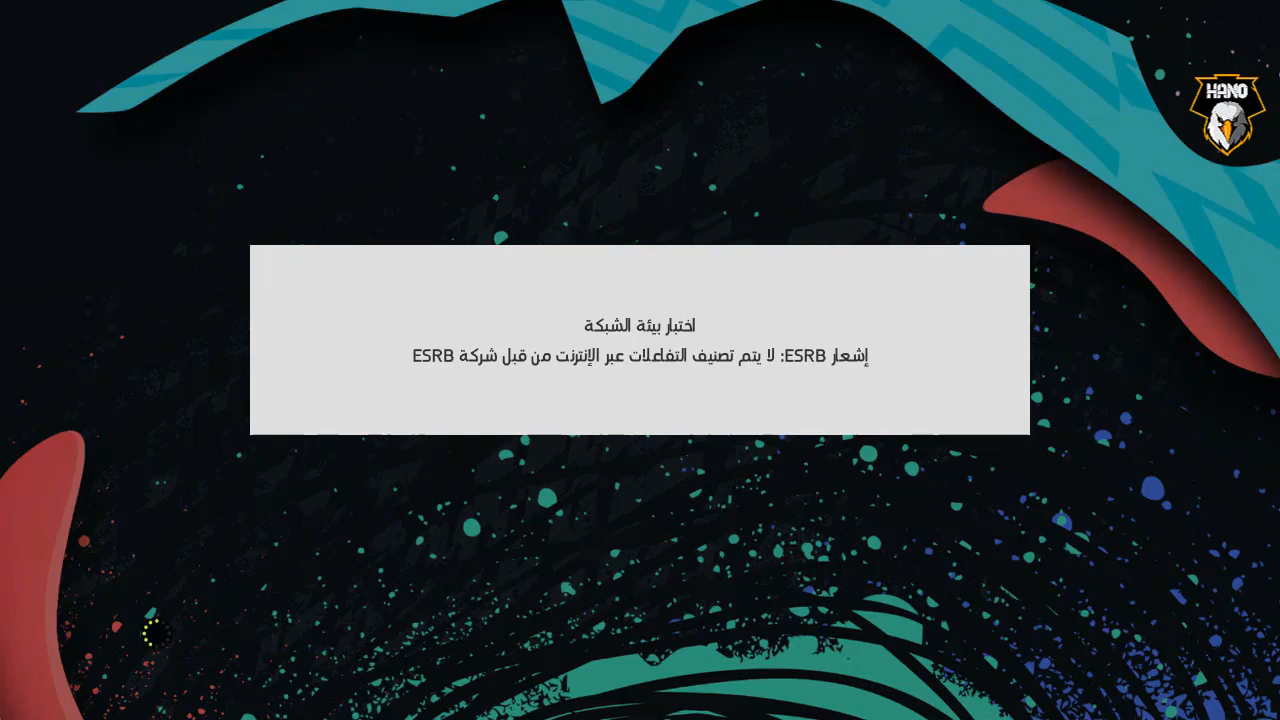 HANO
اختبار بيئة الشبكة
إشعار ESRB: لا يتم تصنيف التفاعلات عبر الإنترنت من قبل شركة ESRB